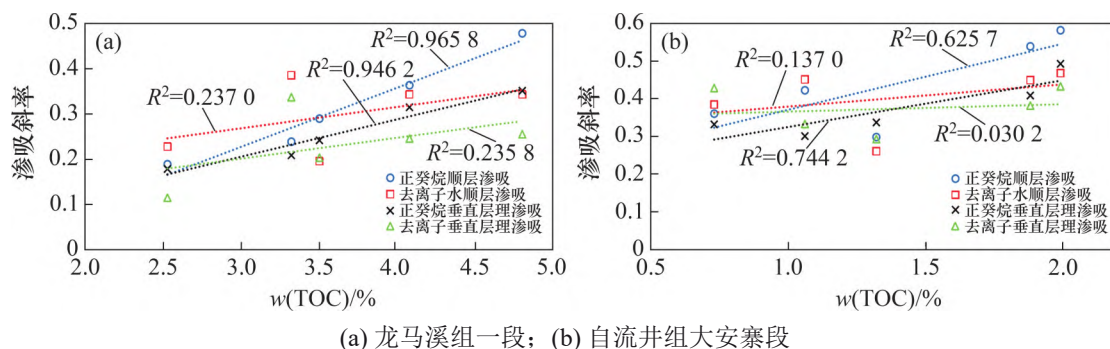 (a)
R²=0.965 8
R²=0.946 2
R²=0.237 0
R²=0.235 8
渗吸斜率
0.5
0.4
0.3
0.2
0.1
0
正癸烷顺层渗吸
去离子水顺层渗吸
正癸烷垂直层理渗吸
去离子垂直层理渗吸
2.0 2.5 3.0 3.5 4.0 4.5 5.0
w(TOC)/%
(b)
R²=0.625 7
R²=0.137 0
R²=0.030 2
R²=0.744 2
渗吸斜率
0.6
0.5
0.4
0.3
0.2
0.1
0
正癸烷顺层渗吸
去离子水顺层渗吸
正癸烷垂直层理渗吸
去离子垂直层理渗吸
0.5 1.0 1.5 2.0
w(TOC)/%
(a) 龙马溪组一段；(b) 自流井组大安寨段